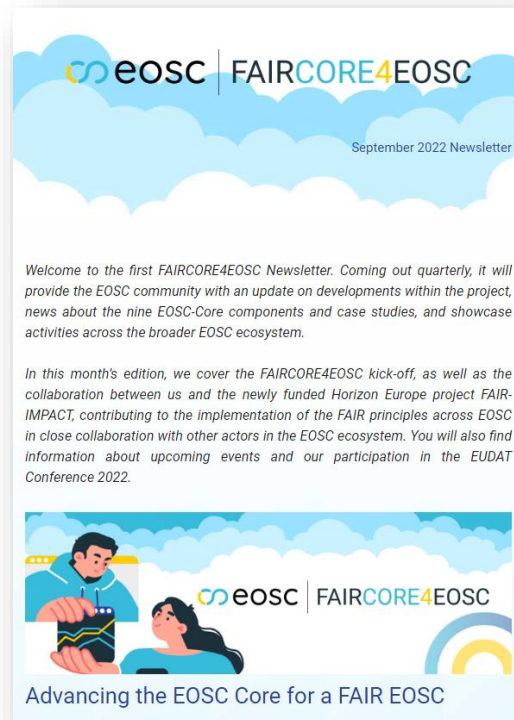 eosc FAIRCORE4EOSC
September 2022 Newsletter
Welcome to the first FAIRCORE4EOSC Newsletter. Coming out quarterly, it will
provide the EOSC community with an update on developments within the project,
news about the nine EOSC-Core components and case studies, and showcase
activities across the broader EOSC ecosystem.
In this month's edition, we cover the FAIRCORE4EOSC kick-off, as well as the
collaboration between us and the newly funded Horizon Europe project FAIR-
IMPACT, contributing to the implementation of the FAIR principles across EOSC
in close collaboration with other actors in the EOSC ecosystem. You will also find
information about upcoming events and our participation in the EUDAT
Conference 2022.
eosc FAIRCORE4EOSC
Advancing the EOSC Core for a FAIR EOSC